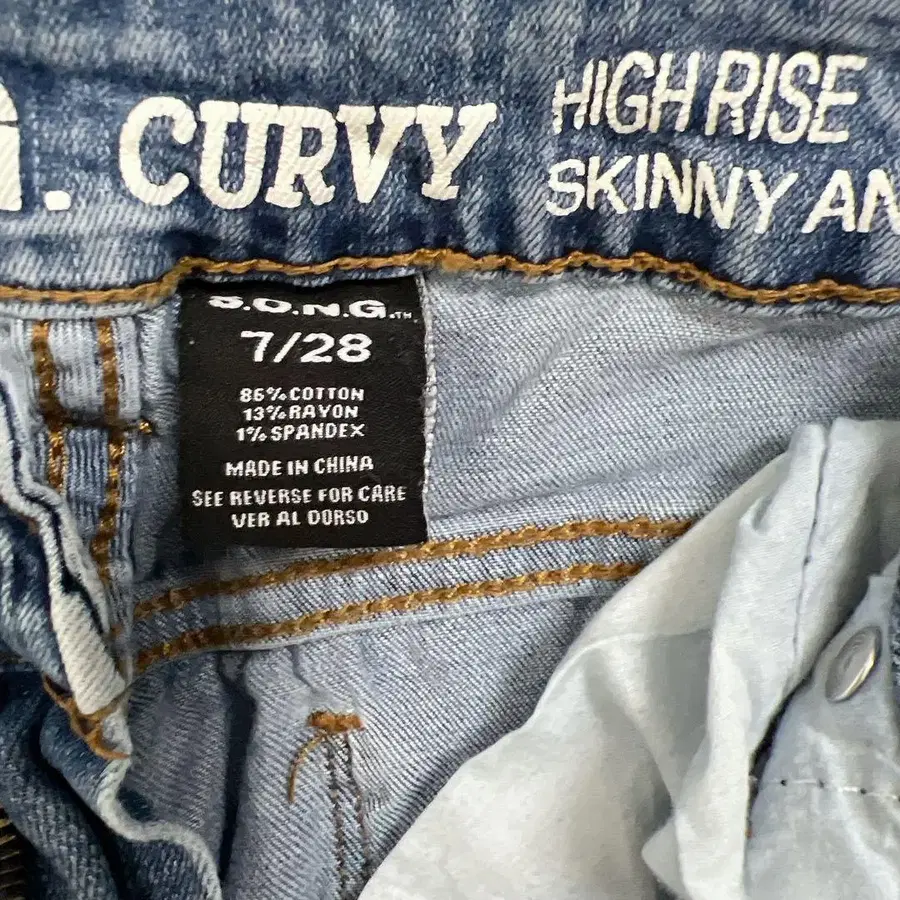 G. CURVY
HIGH RISE
SKINNY AN
S.O.N.G.™
7/28
86% COTTON
13% RAYON
1% SPANDEX
MADE IN CHINA
SEE REVERSE FOR CARE
VER AL DORSO